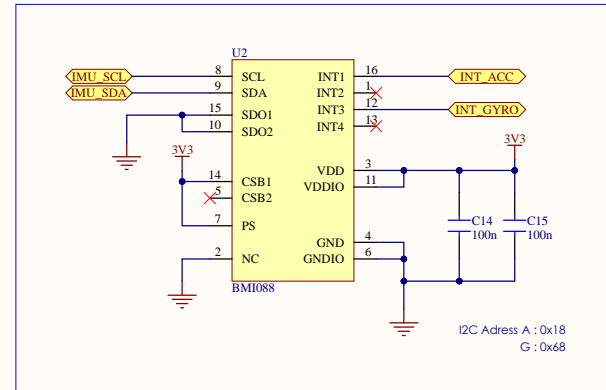 U2
IMU_SCL 8 SCL INT1 16 INT_ACC
IMU_SDA 9 SDA INT2 1
15 SDO1 INT3 12 INT_GYRO
10 SDO2 INT4 13
3V3 3V3
VDD 3
14 CSB1 VDDIO 11
5 CSB2
7 PS C14 C15
100n 100n
GND 4
2 NC GNDIO 6
BMI088
I2C Adress A : 0x18
G : 0x68